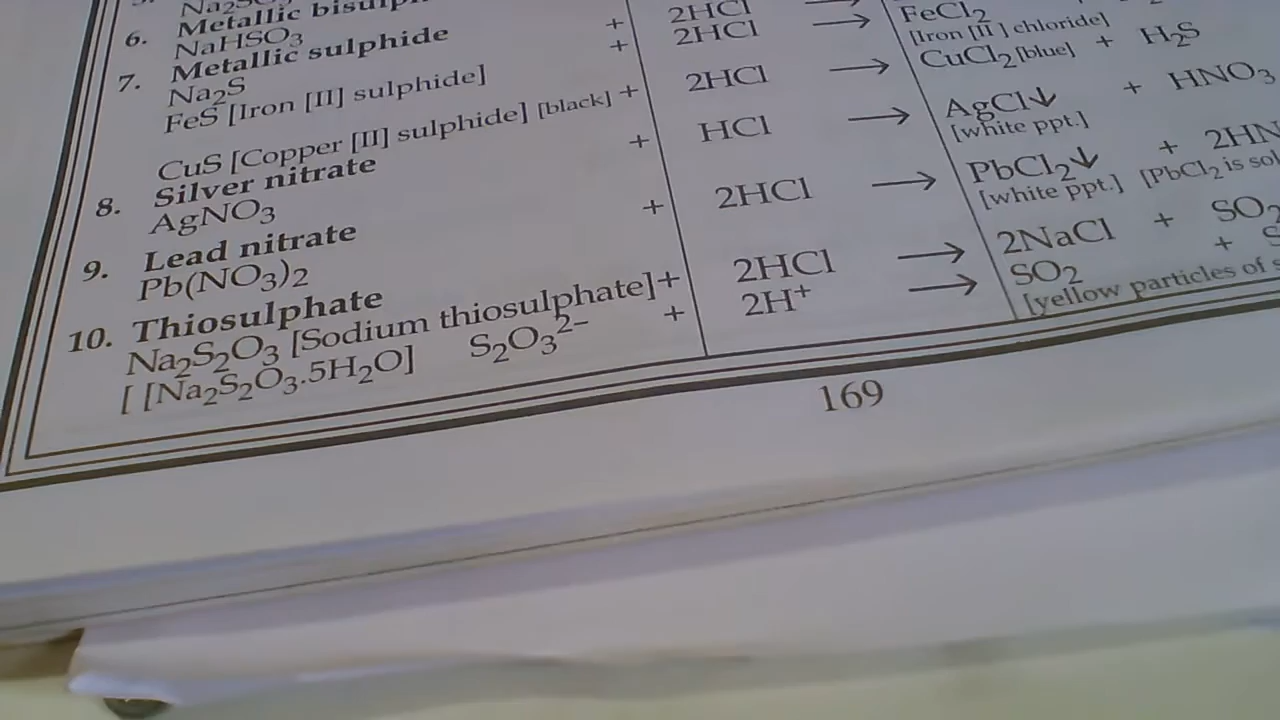 6. Metallic
NaHSO3 + 2HCl
7. Metallic sulphide + 2HCl → FeCl2
Na2S [Iron [II] chloride]
FeS [Iron [II] sulphide] 2HCl → CuCl2 [blue] + H2S
CuS [Copper [II] sulphide] [black] + HCl → AgCl↓ + HNO3
8. Silver nitrate + [white ppt.]
AgNO3 + 2HCl → PbCl2↓ +
9. Lead nitrate [white ppt.] [PbCl2 is
Pb(NO3)2
10. Thiosulphate
Na2S2O3 [Sodium thiosulphate] + 2HCl → 2NaCl + SO2
[ [Na2S2O3.5H2O] S2O3²⁻ + 2H⁺ → SO2 +
[yellow particles of
169